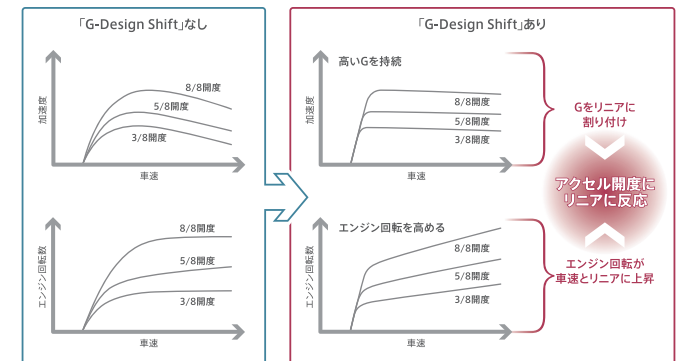 「G-Design Shift」なし
加速度
8/8開度
5/8開度
3/8開度
車速
エンジン回転数
8/8開度
5/8開度
3/8開度
車速
「G-Design Shift」あり
高いGを持続
加速度
8/8開度
5/8開度
3/8開度
車速
エンジン回転を高める
エンジン回転数
8/8開度
5/8開度
3/8開度
車速
Gをリニアに
割り付け
アクセル開度に
リニアに反応
エンジン回転が
車速とリニアに上昇